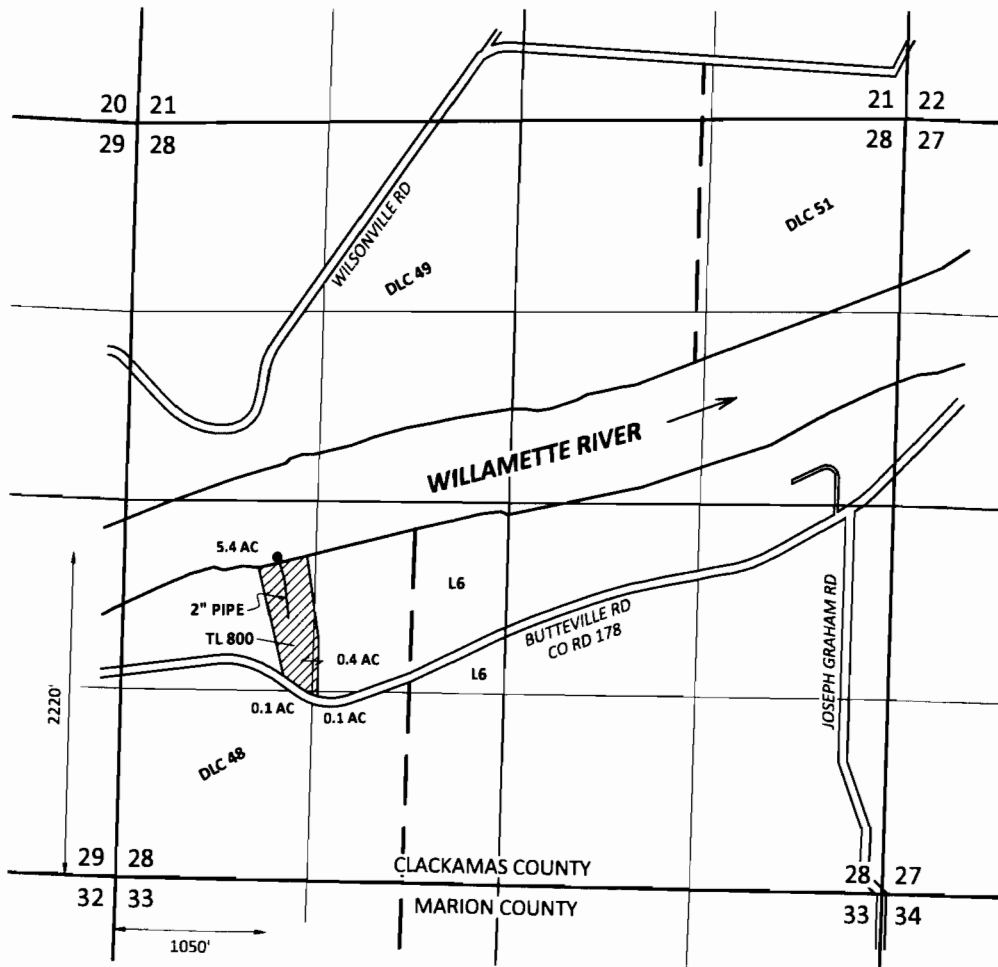 20 21
21 22
29 28
28 27
WILSONVILLE RD
DLC 49
DLC 51
WILLAMETTE RIVER
5.4 AC
2" PIPE
TL 800
0.4 AC
L6
BUTTEVILLE RD
CO RD 178
L6
0.1 AC
0.1 AC
JOSEPH GRAHAM RD
2220'
DLC 48
29 28
CLACKAMAS COUNTY
28 27
32 33
MARION COUNTY
33 34
1050'